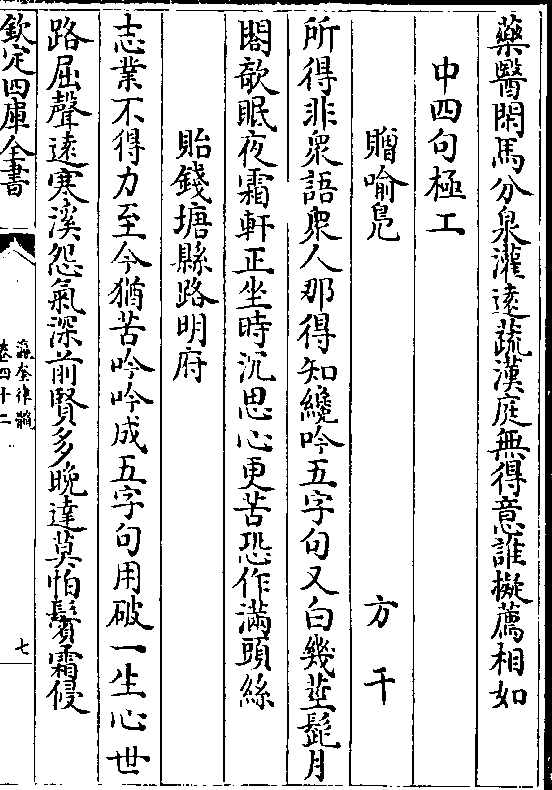 藥醫閑馬分泉灌遠蔬漢庭無得意誰擬薦相如
中四句極工
贈喻鳧　方干
所得非衆語衆人那得知纔吟五字句又白幾莖髭月
閣欹眠夜霜軒正坐時沉思心更苦恐作滿頭絲
貽錢塘縣路明府
志業不得力至今猶苦吟吟成五字句用破一生心世
路屈聲遠寒溪怨氣深前賢多晚達莫怕鬢霜侵
欽定四庫全書
瀛奎律髓
卷四十二
七